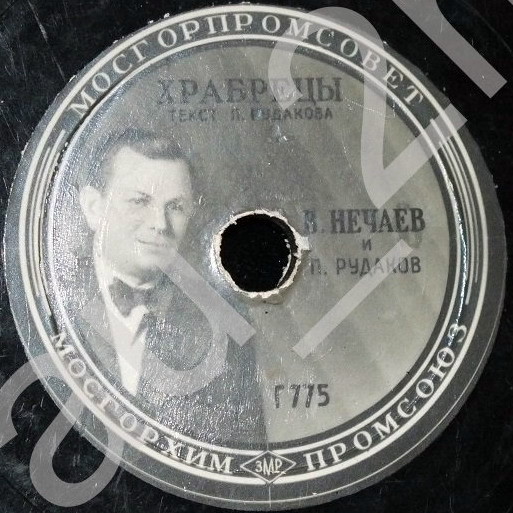 МОСГОРПРОМСОВЕТ
ХРАБРЕЦЫ
ТЕКСТ П. РУДАКОВА
В. НЕЧАЕВ
И
П. РУДАКОВ
Г775
МОСГОРХИМ ЗМР ПРОМСОЮЗ